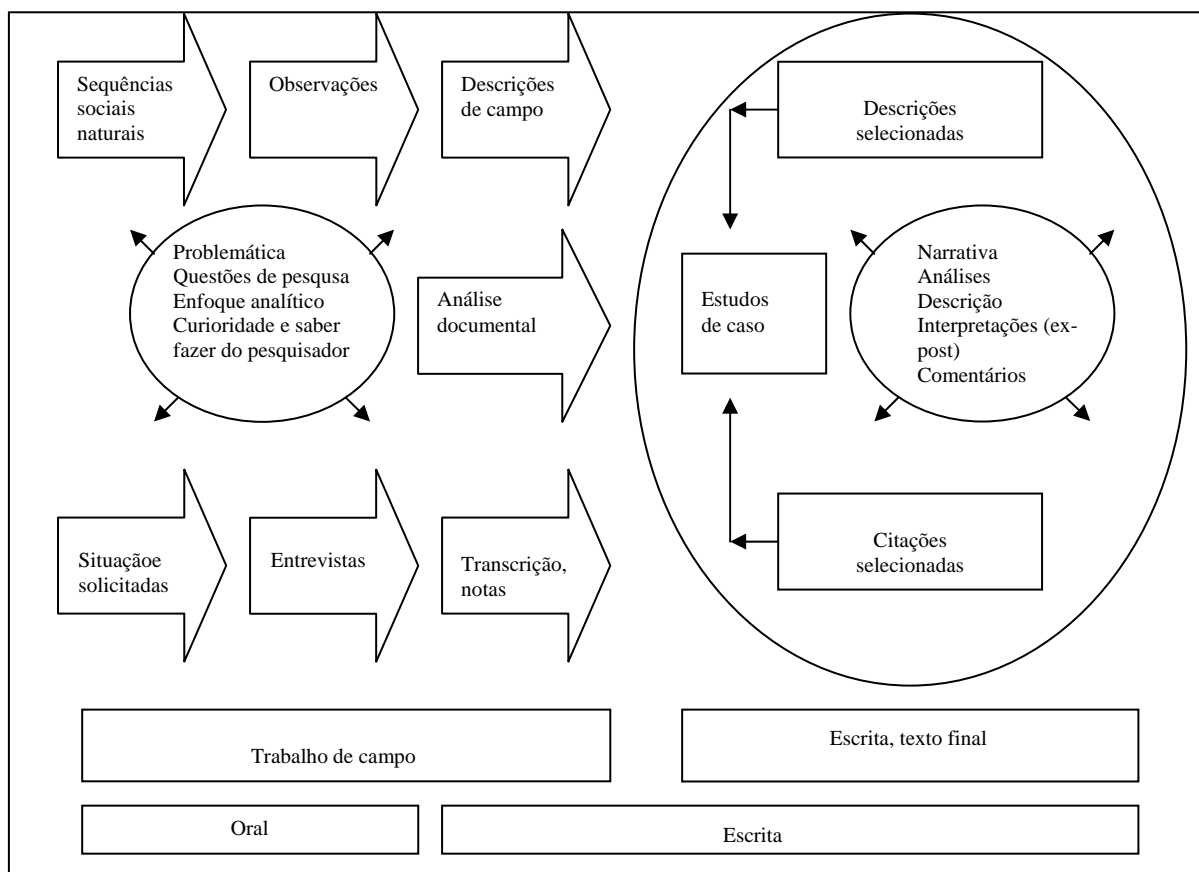 Sequências
sociais
naturais
Observações
Descrições
de campo
Descrições
selecionadas
Problemática
Questões de pesqusa
Enfoque analítico
Curioridade e saber
fazer do pesquisador
Análise
documental
Estudos
de caso
Narrativa
Análises
Descrição
Interpretações (ex-
post)
Comentários
Situaçãoe
solicitadas
Entrevistas
Transcrição,
notas
Citações
selecionadas
Trabalho de campo
Escrita, texto final
Oral
Escrita